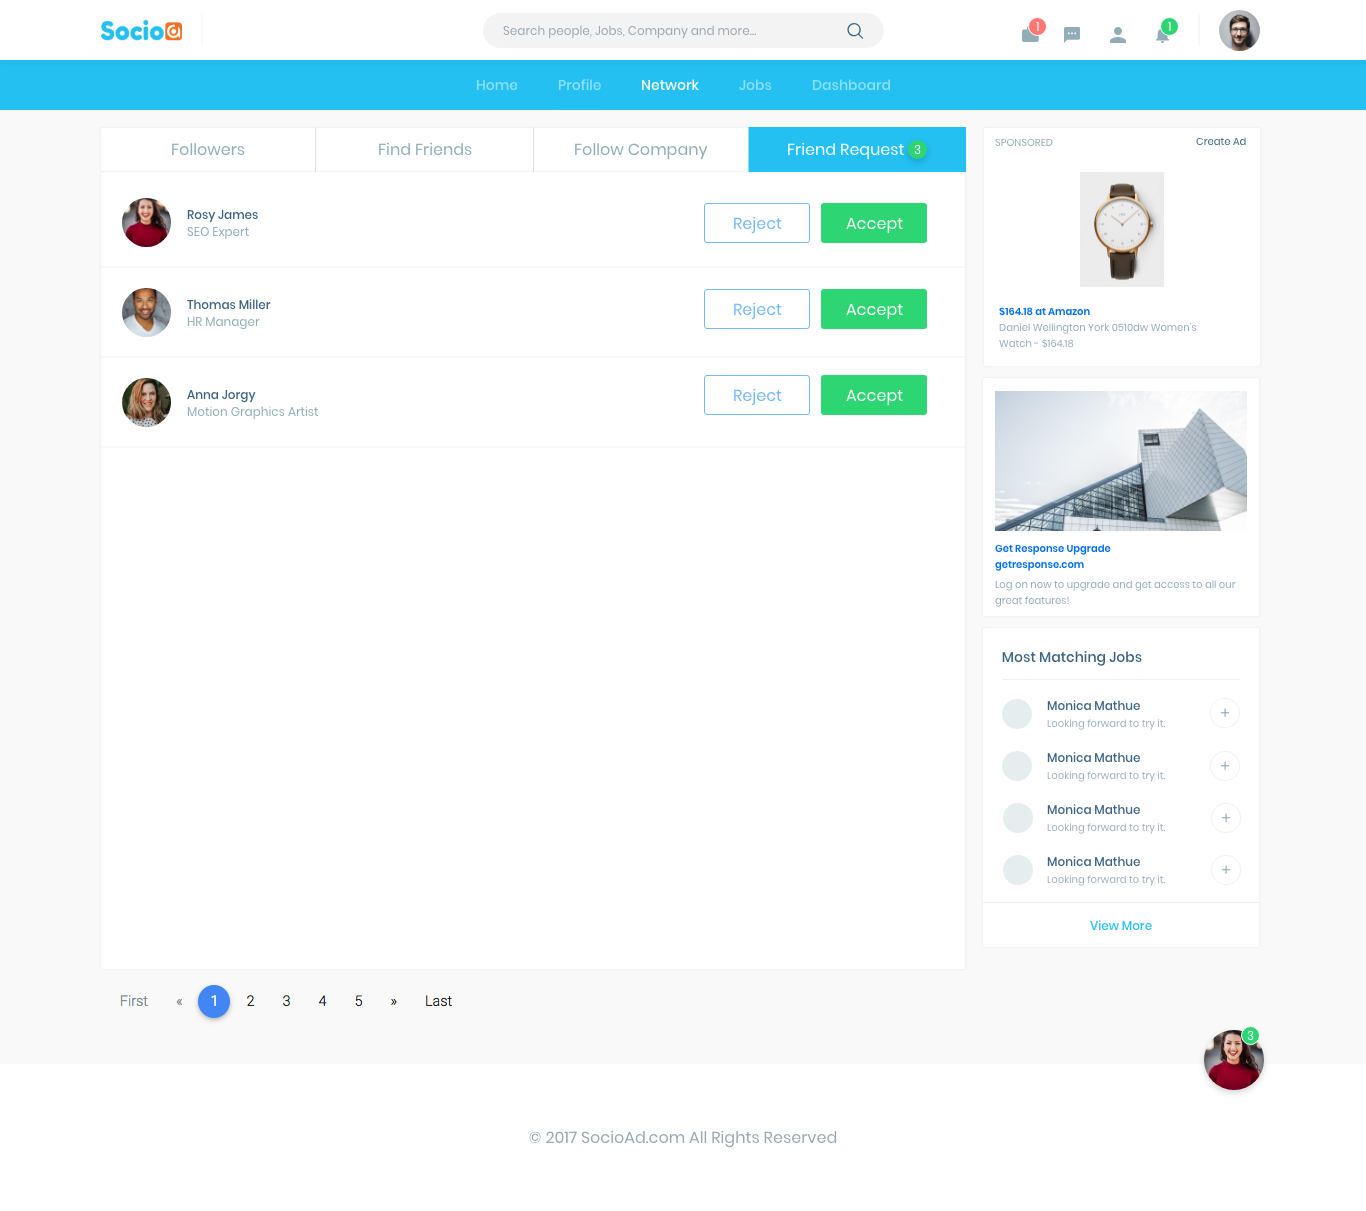 Socioa
Search people, Jobs, Company and more...
1
1
Home Profile Network Jobs Dashboard
Followers Find Friends Follow Company Friend Request 3
Rosy James
SEO Expert
Reject Accept
Thomas Miller
HR Manager
Reject Accept
Anna Jorgy
Motion Graphics Artist
Reject Accept
First « 1 2 3 4 5 » Last
SPONSORED Create Ad
$164.18 at Amazon
Daniel Wellington York 0510dw Women's
Watch - $164.18
Get Response Upgrade
getresponse.com
Log on now to upgrade and get access to all our
great features!
Most Matching Jobs
Monica Mathue
Looking forward to try it.
+
Monica Mathue
Looking forward to try it.
+
Monica Mathue
Looking forward to try it.
+
Monica Mathue
Looking forward to try it.
+
View More
3
© 2017 SocioAd.com All Rights Reserved